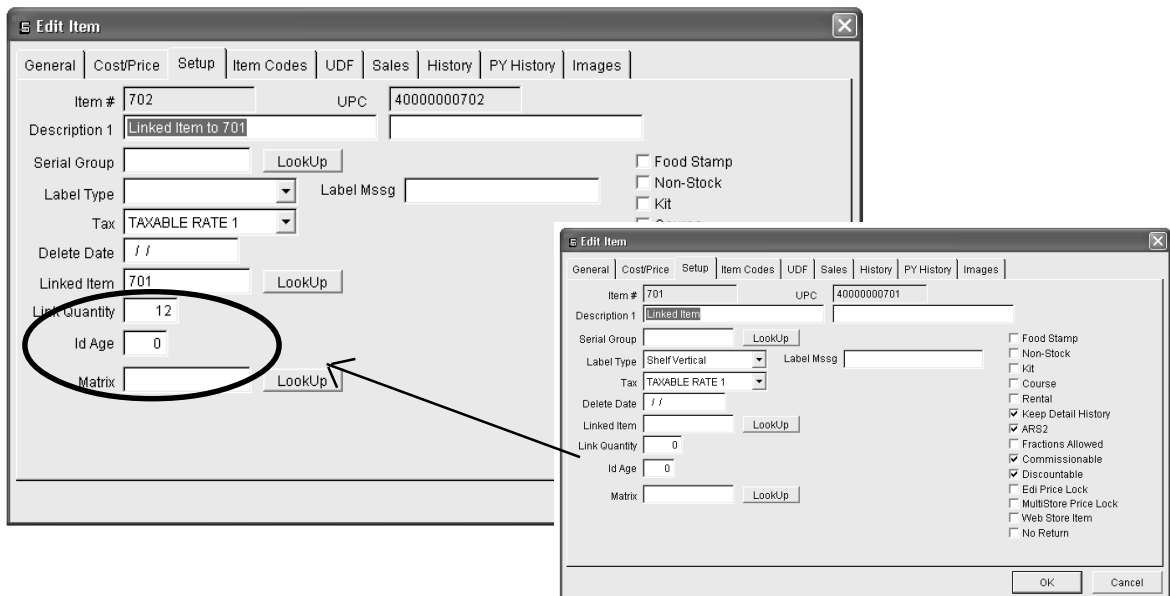 Edit Item
General Cost/Price Setup Item Codes UDF Sales History PY History Images
Item # 702 UPC 40000000702
Description 1 Linked Item to 701
Serial Group LookUp Food Stamp
Label Type Label Mssg Non-Stock
Kit
Tax TAXABLE RATE 1
Delete Date / /
Linked Item 701 LookUp
Link Quantity 12
Id Age 0
Matrix LookUp
Edit Item
General Cost/Price Setup Item Codes UDF Sales History PY History Images
Item # 701 UPC 40000000701
Description 1 Linked Item
Serial Group LookUp Food Stamp
Label Type Shelf Vertical Label Mssg Non-Stock
Kit
Tax TAXABLE RATE 1 Course
Delete Date / / Rental
Keep Detail History
Linked Item LookUp ARS2
Link Quantity 0 Fractions Allowed
Commissionable
Id Age 0 Discountable
Edi Price Lock
Matrix LookUp MultiStore Price Lock
Web Store Item
No Return
OK Cancel